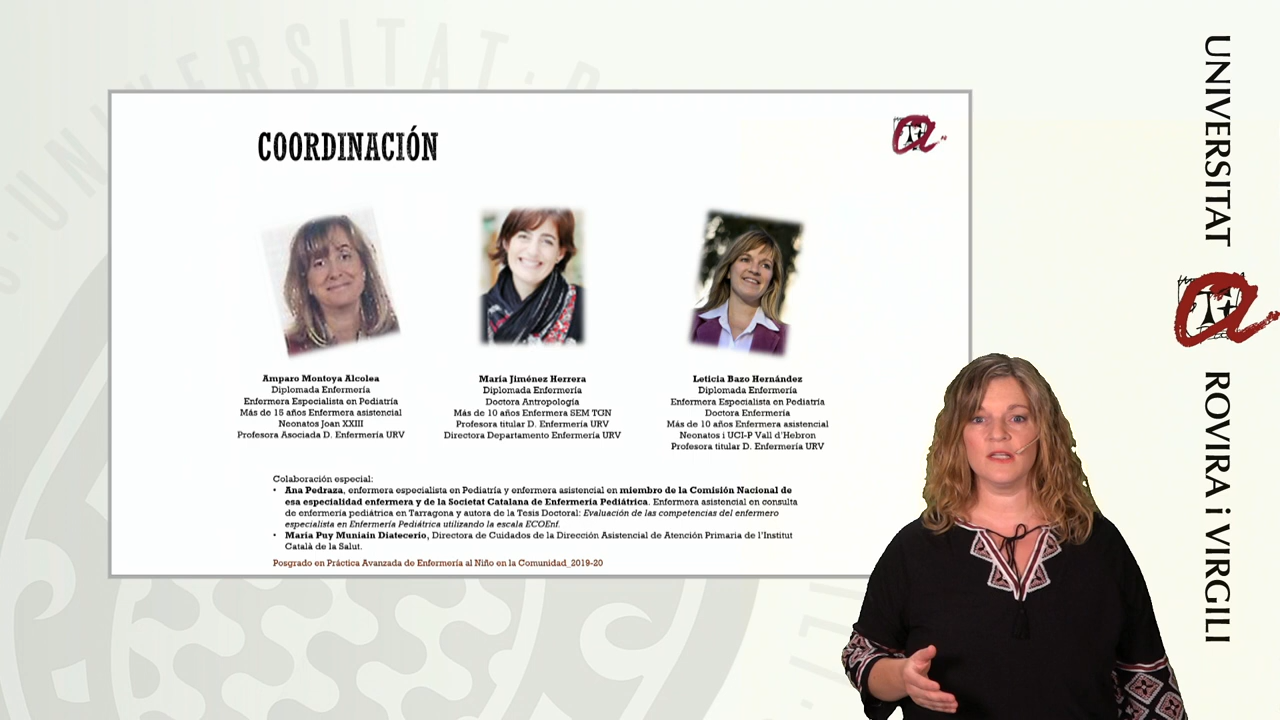 UNIVERSITAT
COORDINACIÓN
Amparo Montoya Alcolea
Diplomada Enfermería
Enfermera Especialista en Pediatría
Más de 15 años Enfermera asistencial
Neonatos Joan XXIII
Profesora Asociada D. Enfermería URV
María Jiménez Herrera
Diplomada Enfermería
Doctora Antropología
Más de 10 años Enfermera SEM TGN
Profesora titular D. Enfermería URV
Directora Departamento Enfermería URV
Leticia Bazo Hernández
Diplomada Enfermería
Enfermera Especialista en Pediatría
Doctora Enfermería
Más de 10 años Enfermera asistencial
Neonatos i UCI-P Vall d'Hebron
Profesora titular D. Enfermería URV
Colaboración especial:
• Ana Pedraza, enfermera especialista en Pediatría y enfermera asistencial en miembro de la Comisión Nacional de
esa especialidad enfermera y de la Societat Catalana de Enfermeria Pediàtrica. Enfermera asistencial en consulta
de enfermería pediátrica en Tarragona y autora de la Tesis Doctoral: Evaluación de las competencias del enfermero
especialista en Enfermería Pediátrica utilizando la escala ECOEnf.
• María Puy Muniain Diatecerio, Directora de Cuidados de la Dirección Asistencial de Atención Primaria de l'Institut
Català de la Salut.
Posgrado en Práctica Avanzada de Enfermería al Niño en la Comunidad_2019-20
UNIVERSITAT
ROVIRA i VIRGILI